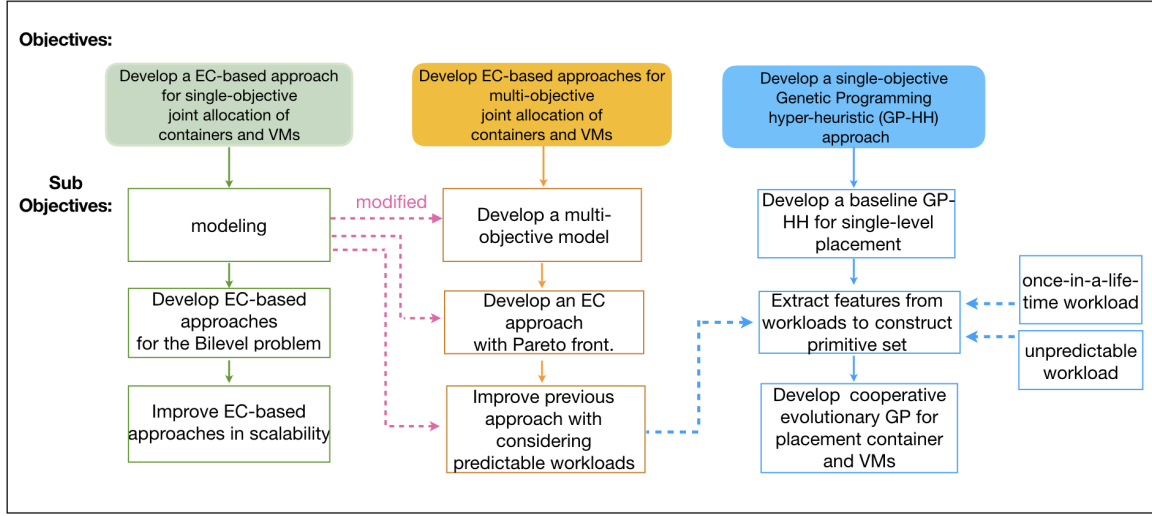 Objectives:
Develop a EC-based approach
for single-objective
joint allocation of
containers and VMs
Develop EC-based approaches for
multi-objective
joint allocation of
containers and VMs
Develop a single-objective
Genetic Programming
hyper-heuristic (GP-HH)
approach
Sub
Objectives:
modeling
modified
Develop a multi-
objective model
Develop a baseline GP-
HH for single-level
placement
Develop EC-based
approaches
for the Bilevel problem
Develop an EC
approach
with Pareto front.
Extract features from
workloads to construct
primitive set
once-in-a-life-
time workload
unpredictable
workload
Improve EC-based
approaches in scalability
Improve previous
approach with
considering
predictable workloads
Develop cooperative
evolutionary GP for
placement container
and VMs